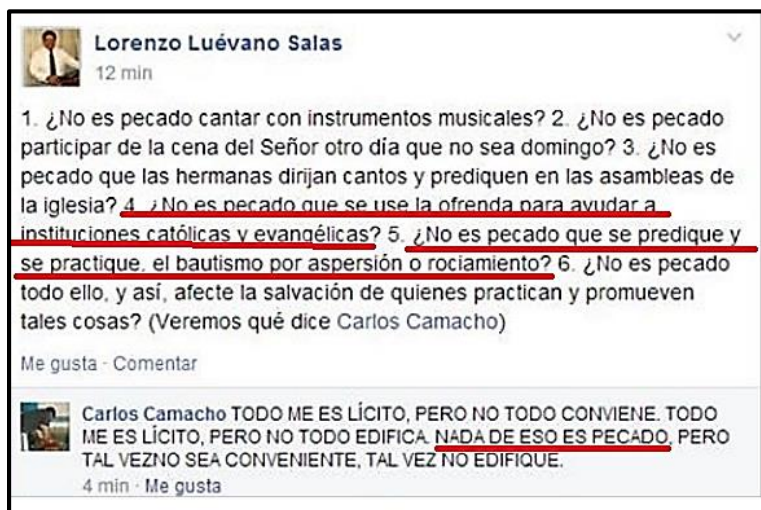 Lorenzo Luévano Salas
12 min
1. ¿No es pecado cantar con instrumentos musicales? 2. ¿No es pecado
participar de la cena del Señor otro día que no sea domingo? 3. ¿No es
pecado que las hermanas dirijan cantos y prediquen en las asambleas de
la iglesia? 4. ¿No es pecado que se use la ofrenda para ayudar a
instituciones católicas y evangélicas? 5. ¿No es pecado que se predique y
se practique, el bautismo por aspersión o rociamiento? 6. ¿No es pecado
todo ello, y así, afecte la salvación de quienes practican y promueven
tales cosas? (Veremos qué dice Carlos Camacho)
Me gusta · Comentar
Carlos Camacho TODO ME ES LÍCITO, PERO NO TODO CONVIENE. TODO
ME ES LÍCITO, PERO NO TODO EDIFICA. NADA DE ESO ES PECADO, PERO
TAL VEZNO SEA CONVENIENTE, TAL VEZ NO EDIFIQUE.
4 min · Me gusta